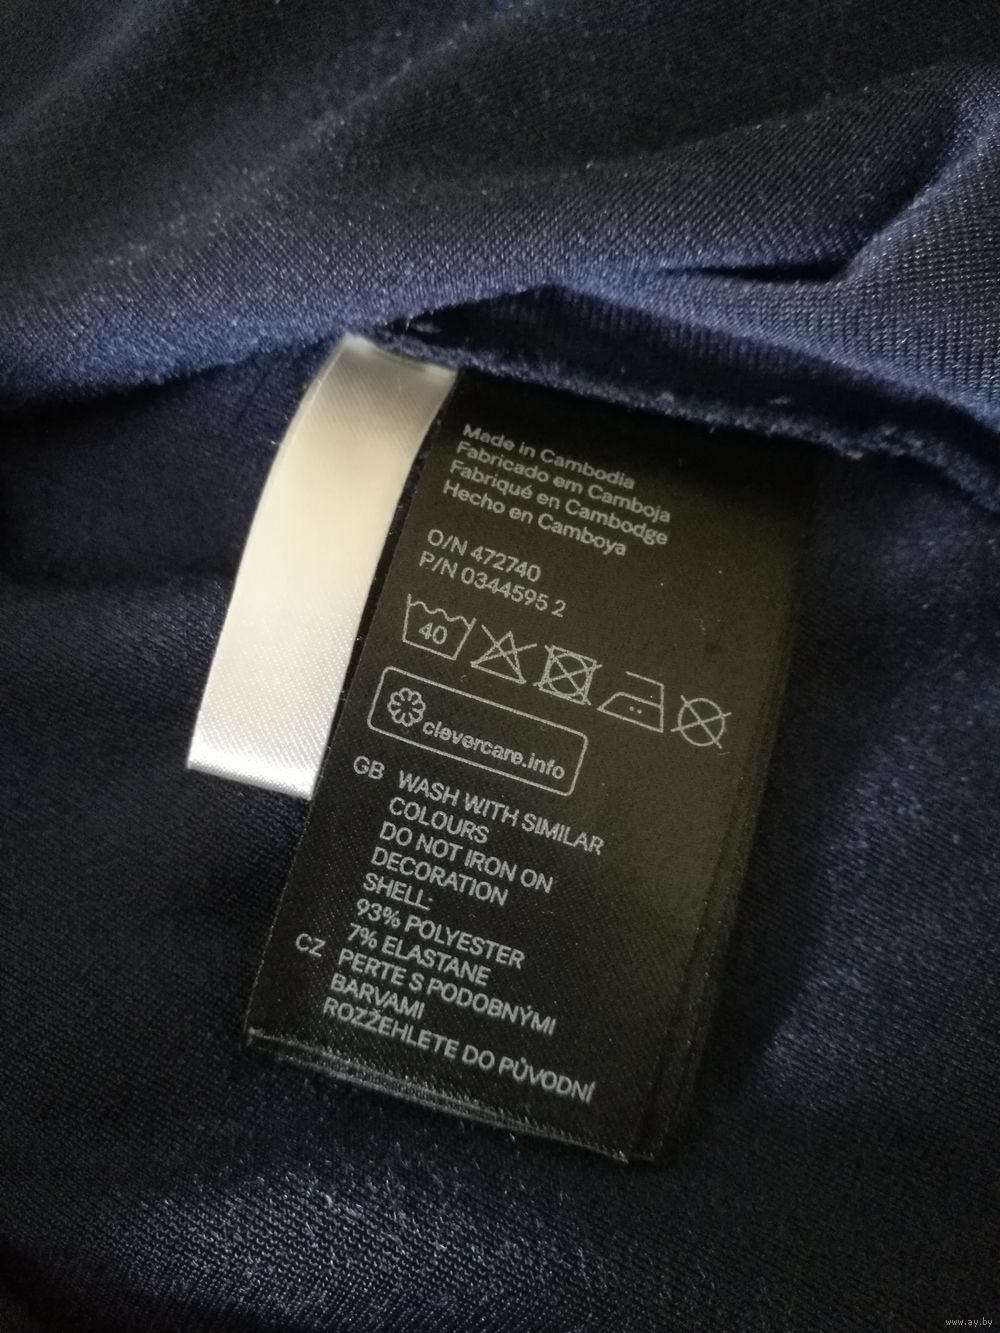 Made in Cambodia
Fabricado em Camboja
Fabriqué en Cambodge
Hecho en Camboya
O/N 472740
P/N 0344595 2
40
clevercare.info
GB WASH WITH SIMILAR
COLOURS
DO NOT IRON ON
DECORATION
SHELL:
93% POLYESTER
7% ELASTANE
CZ PERTE S PODOBNÝMI
BARVAMI
ROZŽEHLETE DO PŮVODNÍ
www.ay.by